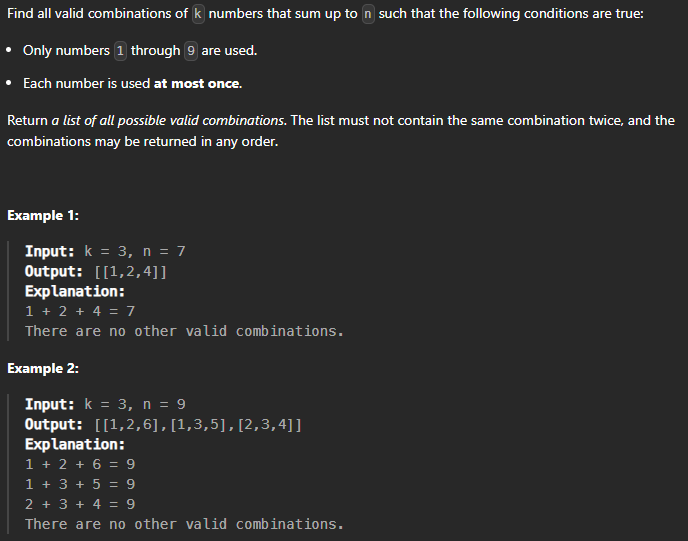 Find all valid combinations of k numbers that sum up to n such that the following conditions are true:
• Only numbers 1 through 9 are used.
• Each number is used at most once.
Return a list of all possible valid combinations. The list must not contain the same combination twice, and the
combinations may be returned in any order.
Example 1:
Input: k = 3, n = 7
Output: [[1,2,4]]
Explanation:
1 + 2 + 4 = 7
There are no other valid combinations.
Example 2:
Input: k = 3, n = 9
Output: [[1,2,6],[1,3,5],[2,3,4]]
Explanation:
1 + 2 + 6 = 9
1 + 3 + 5 = 9
2 + 3 + 4 = 9
There are no other valid combinations.